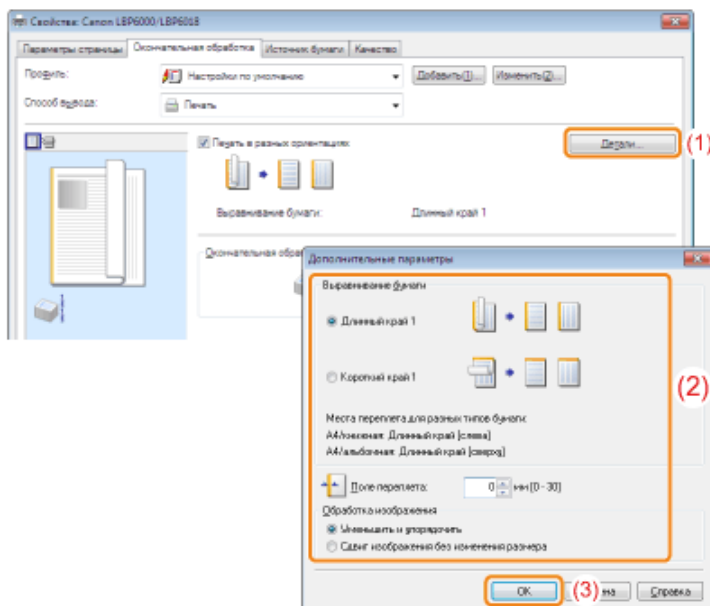 Свойства: Canon LBP6000/LBP6018
Параметры страницы Окончательная обработка Источник бумаги Качество
Профиль: Настройки по умолчанию Добавить(1)... Изменить(2)...
Способ вывода: Печать
Печать в разных ориентациях Детали... (1)
Выравнивание бумаги: Длинный край 1
Окончательная обра
Дополнительные параметры
Выравнивание бумаги
Длинный край 1
Короткий край 1
(2)
Места переплета для разных типов бумаги:
A4/книжная: Длинный край [слева]
A4/альбомная: Длинный край [сверху]
Поле переплета: 0 мм [0 - 30]
Обработка изображения
Уменьшить и упорядочить
Сдвиг изображения без изменения размера
OK (3) на Справка